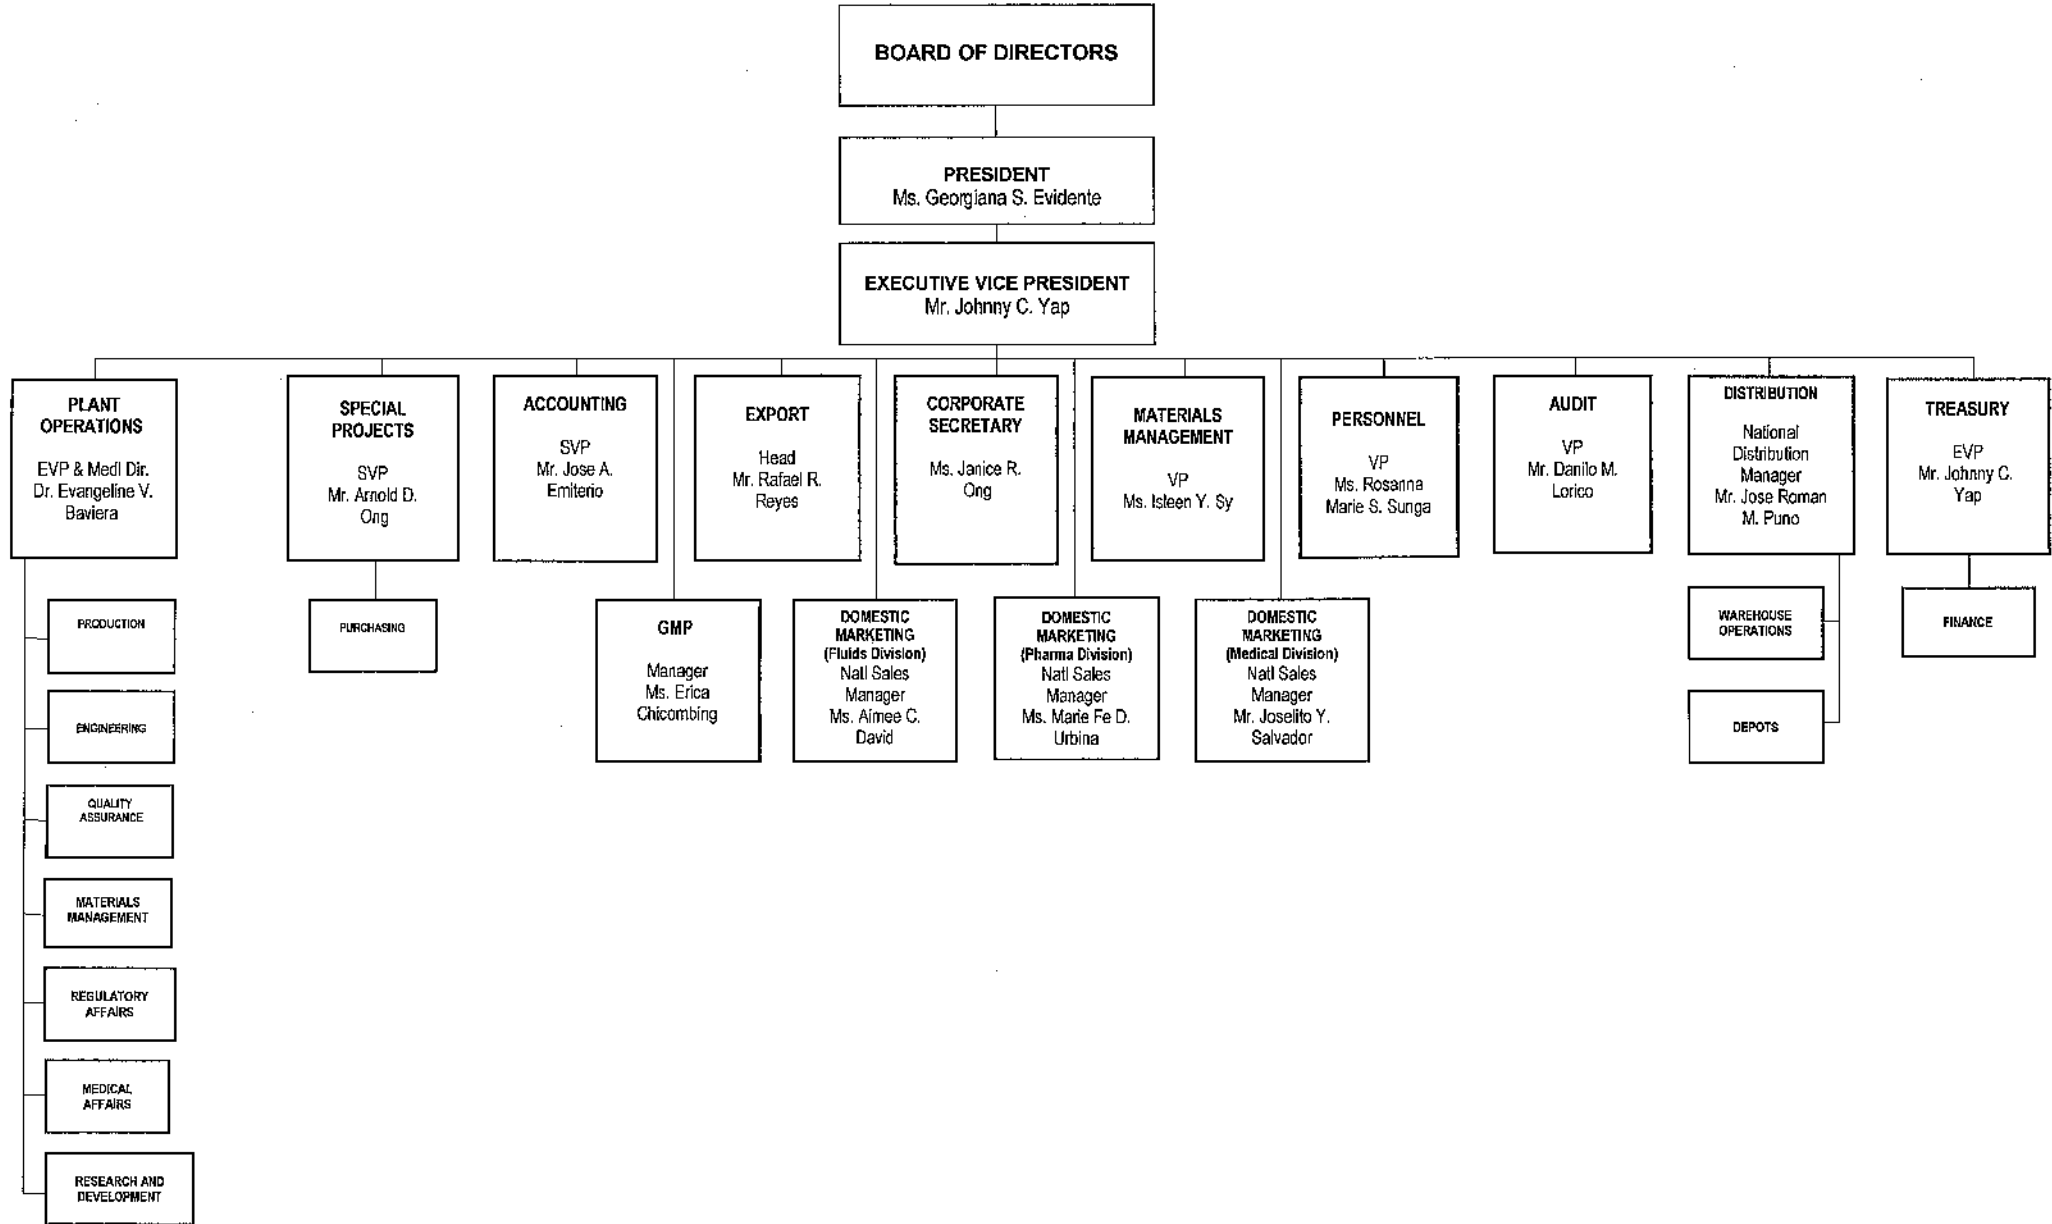 BOARD OF DIRECTORS
PRESIDENT
Ms. Georgiana S. Evidente
EXECUTIVE VICE PRESIDENT
Mr. Johnny C. Yap
PLANT
OPERATIONS
EVP & Medl Dir.
Dr. Evangeline V.
Baviera
SPECIAL
PROJECTS
SVP
Mr. Arnold D.
Ong
ACCOUNTING
SVP
Mr. Jose A.
Emiterio
EXPORT
Head
Mr. Rafael R.
Reyes
CORPORATE
SECRETARY
Ms. Janice R.
Ong
MATERIALS
MANAGEMENT
VP
Ms. Isleen Y. Sy
PERSONNEL
VP
Ms. Rosanna
Marie S. Sunga
AUDIT
VP
Mr. Danilo M.
Lorico
DISTRIBUTION
National
Distribution
Manager
Mr. Jose Roman
M. Puno
TREASURY
EVP
Mr. Johnny C.
Yap
PRODUCTION
ENGINEERING
QUALITY
ASSURANCE
MATERIALS
MANAGEMENT
REGULATORY
AFFAIRS
MEDICAL
AFFAIRS
RESEARCH AND
DEVELOPMENT
PURCHASING
GMP
Manager
Ms. Erica
Chicombing
DOMESTIC
MARKETING
(Fluids Division)
Natl Sales
Manager
Ms. Aimee C.
David
DOMESTIC
MARKETING
(Pharma Division)
Natl Sales
Manager
Ms. Marie Fe D.
Urbina
DOMESTIC
MARKETING
(Medical Division)
Natl Sales
Manager
Mr. Joselito Y.
Salvador
WAREHOUSE
OPERATIONS
DEPOTS
FINANCE